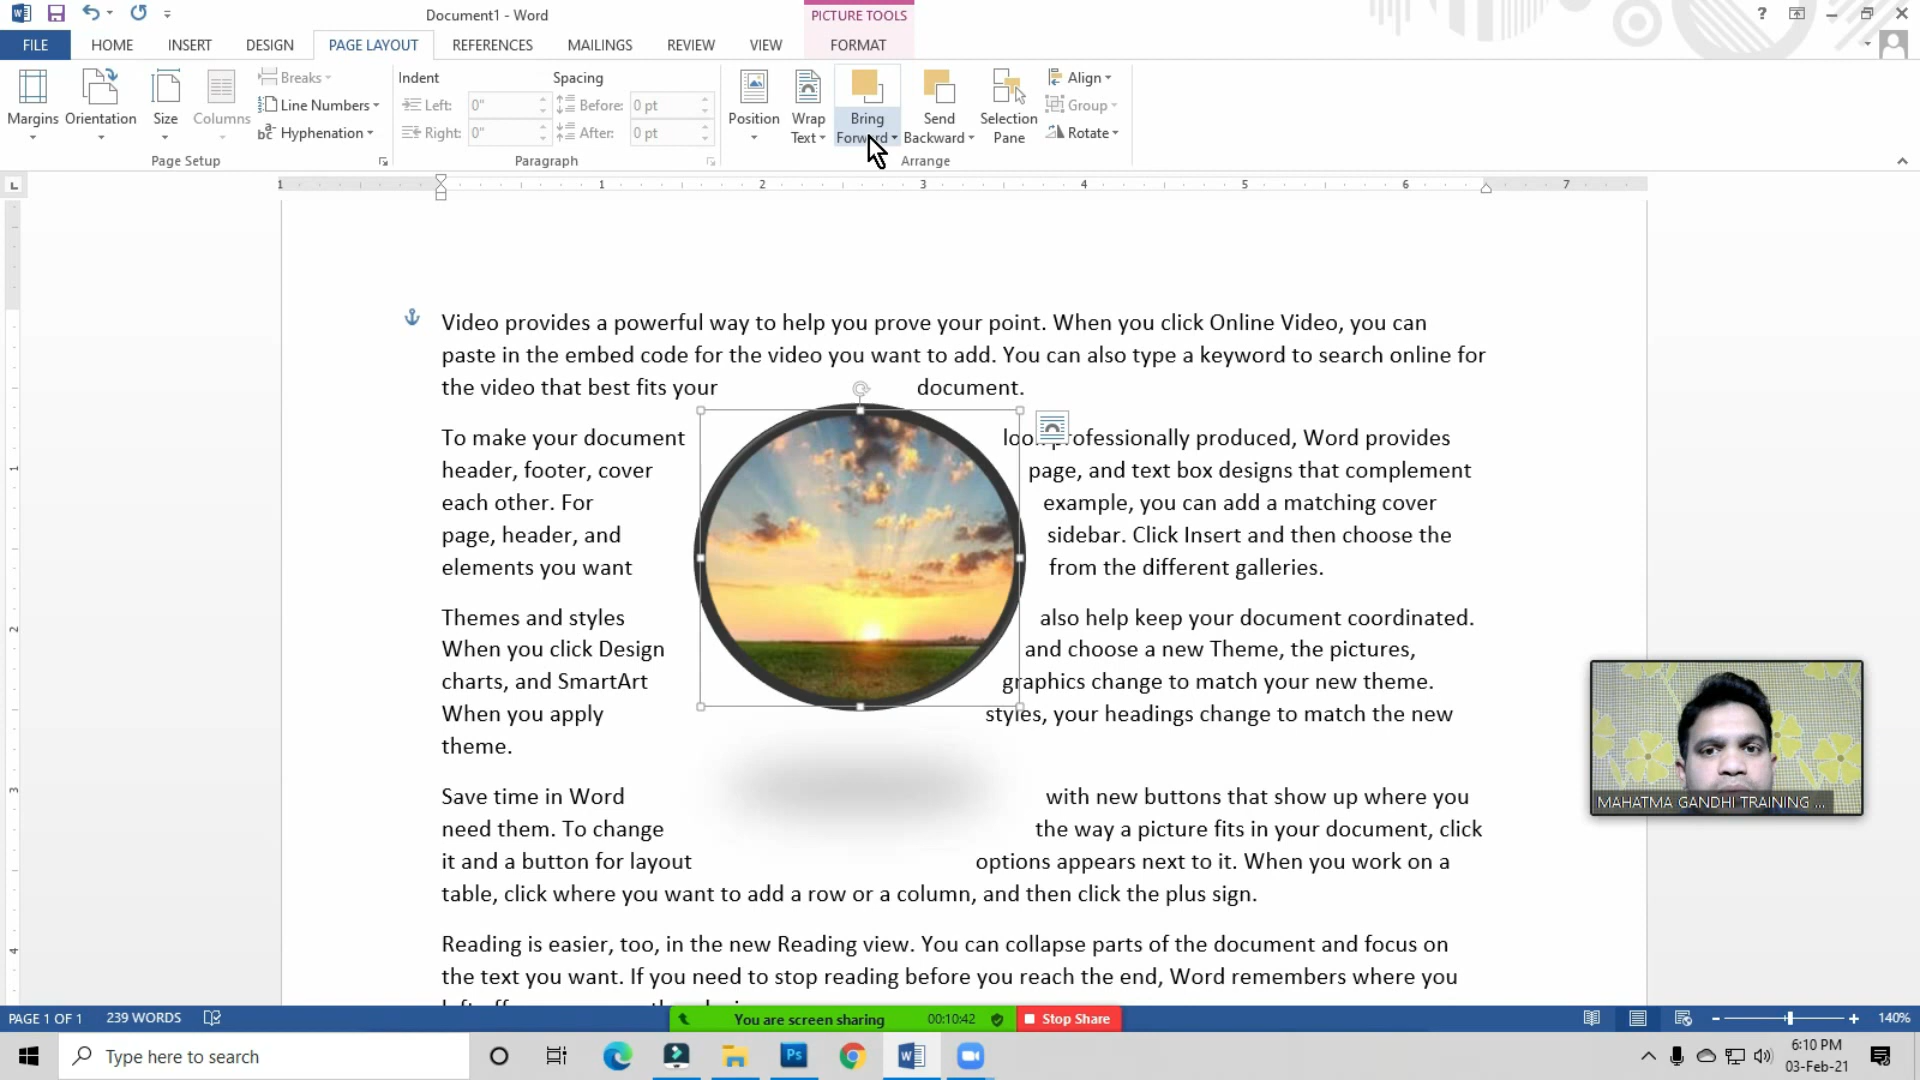 Document1 - Word
PICTURE TOOLS
?
FILE
HOME
INSERT
DESIGN
PAGE LAYOUT
REFERENCES
MAILINGS
REVIEW
VIEW
FORMAT
Margins
Orientation
Size
Columns
Breaks
Line Numbers
Hyphenation
Page Setup
Indent
Left: 0"
Right: 0"
Spacing
Before: 0 pt
After: 0 pt
Paragraph
Position
Wrap
Text
Bring
Forward
Send
Backward
Selection
Pane
Align
Group
Rotate
Arrange
1 1 2 3 4 5 6 7
Video provides a powerful way to help you prove your point. When you click Online Video, you can
paste in the embed code for the video you want to add. You can also type a keyword to search online for
the video that best fits your document.
To make your document look professionally produced, Word provides
header, footer, cover page, and text box designs that complement
each other. For example, you can add a matching cover
page, header, and sidebar. Click Insert and then choose the
elements you want from the different galleries.
Themes and styles also help keep your document coordinated.
When you click Design and choose a new Theme, the pictures,
charts, and SmartArt graphics change to match your new theme.
When you apply styles, your headings change to match the new
theme.
Save time in Word with new buttons that show up where you
need them. To change the way a picture fits in your document, click
it and a button for layout options appears next to it. When you work on a
table, click where you want to add a row or a column, and then click the plus sign.
Reading is easier, too, in the new Reading view. You can collapse parts of the document and focus on
the text you want. If you need to stop reading before you reach the end, Word remembers where you
1
2
3
4
MAHATMA GANDHI TRAINING ...
PAGE 1 OF 1
239 WORDS
You are screen sharing
00:10:42
Stop Share
140%
Type here to search
Ps
6:10 PM
03-Feb-21